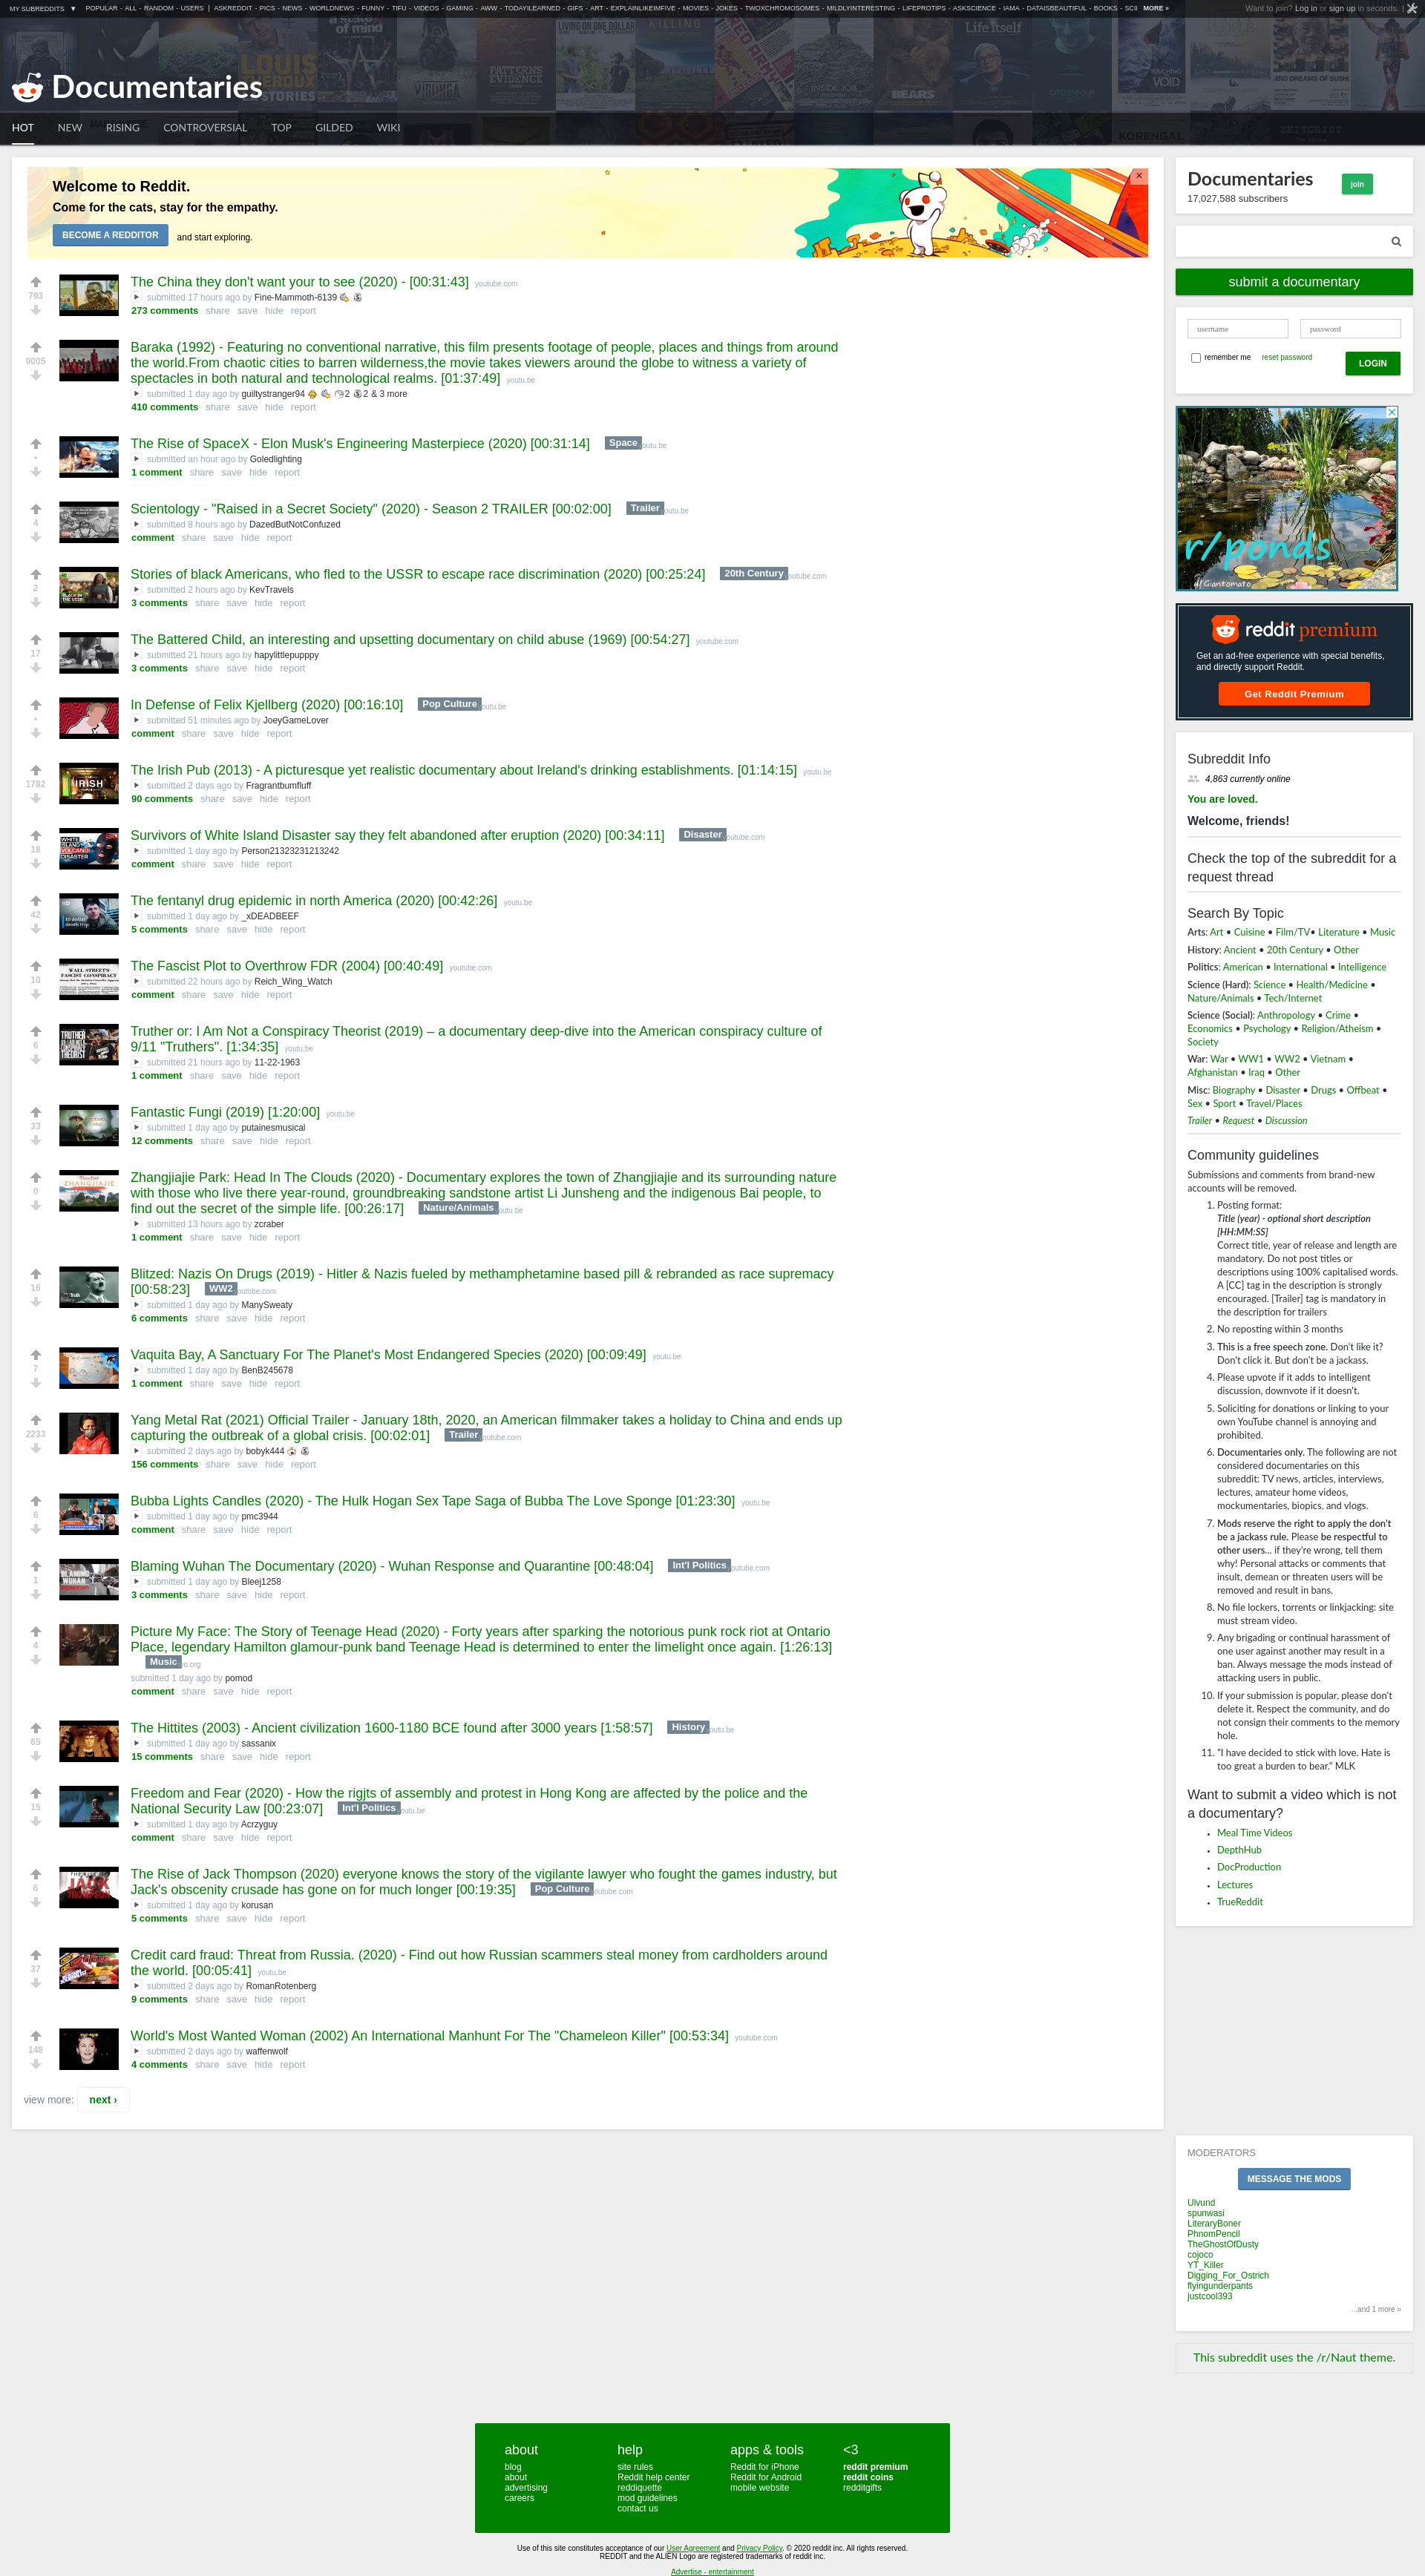 MY SUBREDDITS ▼ POPULAR - ALL - RANDOM - USERS | ASKREDDIT - PICS - NEWS - WORLDNEWS - FUNNY - TIFU - VIDEOS - GAMING - AWW - TODAYILEARNED - GIFS - ART - EXPLAINLIKEIMFIVE - MOVIES - JOKES - TWOXCHROMOSOMES - MILDLYINTERESTING - LIFEPROTIPS - ASKSCIENCE - IAMA - DATAISBEAUTIFUL - BOOKS - SCII MORE »
Want to join? Log in or sign up in seconds. |
Documentaries
HOT NEW RISING CONTROVERSIAL TOP GILDED WIKI
Welcome to Reddit.
Come for the cats, stay for the empathy.
BECOME A REDDITOR and start exploring.
793
The China they don't want your to see (2020) - [00:31:43] youtube.com
submitted 17 hours ago by Fine-Mammoth-6139
273 comments share save hide report
9005
Baraka (1992) - Featuring no conventional narrative, this film presents footage of people, places and things from around
the world.From chaotic cities to barren wilderness,the movie takes viewers around the globe to witness a variety of
spectacles in both natural and technological realms. [01:37:49] youtu.be
submitted 1 day ago by guiltystranger94 2 2 & 3 more
410 comments share save hide report
•
The Rise of SpaceX - Elon Musk's Engineering Masterpiece (2020) [00:31:14] Space outu.be
submitted an hour ago by Goledlighting
1 comment share save hide report
4
Scientology - "Raised in a Secret Society" (2020) - Season 2 TRAILER [00:02:00] Trailer outu.be
submitted 8 hours ago by DazedButNotConfuzed
comment share save hide report
2
Stories of black Americans, who fled to the USSR to escape race discrimination (2020) [00:25:24] 20th Century outube.com
submitted 2 hours ago by KevTravels
3 comments share save hide report
17
The Battered Child, an interesting and upsetting documentary on child abuse (1969) [00:54:27] youtube.com
submitted 21 hours ago by hapylittlepupppy
3 comments share save hide report
•
In Defense of Felix Kjellberg (2020) [00:16:10] Pop Culture outu.be
submitted 51 minutes ago by JoeyGameLover
comment share save hide report
1782
The Irish Pub (2013) - A picturesque yet realistic documentary about Ireland's drinking establishments. [01:14:15] youtu.be
submitted 2 days ago by Fragrantbumfluff
90 comments share save hide report
18
Survivors of White Island Disaster say they felt abandoned after eruption (2020) [00:34:11] Disaster outube.com
submitted 1 day ago by Person21323231213242
comment share save hide report
42
The fentanyl drug epidemic in north America (2020) [00:42:26] youtu.be
submitted 1 day ago by _xDEADBEEF
5 comments share save hide report
10
The Fascist Plot to Overthrow FDR (2004) [00:40:49] youtube.com
submitted 22 hours ago by Reich_Wing_Watch
comment share save hide report
6
Truther or: I Am Not a Conspiracy Theorist (2019) – a documentary deep-dive into the American conspiracy culture of
9/11 "Truthers". [1:34:35] youtu.be
submitted 21 hours ago by 11-22-1963
1 comment share save hide report
33
Fantastic Fungi (2019) [1:20:00] youtu.be
submitted 1 day ago by putainesmusical
12 comments share save hide report
0
Zhangjiajie Park: Head In The Clouds (2020) - Documentary explores the town of Zhangjiajie and its surrounding nature
with those who live there year-round, groundbreaking sandstone artist Li Junsheng and the indigenous Bai people, to
find out the secret of the simple life. [00:26:17] Nature/Animals outu.be
submitted 13 hours ago by zcraber
1 comment share save hide report
16
Blitzed: Nazis On Drugs (2019) - Hitler & Nazis fueled by methamphetamine based pill & rebranded as race supremacy
[00:58:23] WW2 outube.com
submitted 1 day ago by ManySweaty
6 comments share save hide report
7
Vaquita Bay, A Sanctuary For The Planet's Most Endangered Species (2020) [00:09:49] youtu.be
submitted 1 day ago by BenB245678
1 comment share save hide report
2233
Yang Metal Rat (2021) Official Trailer - January 18th, 2020, an American filmmaker takes a holiday to China and ends up
capturing the outbreak of a global crisis. [00:02:01] Trailer outube.com
submitted 2 days ago by bobyk444
156 comments share save hide report
6
Bubba Lights Candles (2020) - The Hulk Hogan Sex Tape Saga of Bubba The Love Sponge [01:23:30] youtu.be
submitted 1 day ago by pmc3944
comment share save hide report
1
Blaming Wuhan The Documentary (2020) - Wuhan Response and Quarantine [00:48:04] Int'l Politics outube.com
submitted 1 day ago by Bleej1258
3 comments share save hide report
4
Picture My Face: The Story of Teenage Head (2020) - Forty years after sparking the notorious punk rock riot at Ontario
Place, legendary Hamilton glamour-punk band Teenage Head is determined to enter the limelight once again. [1:26:13]
Music vo.org
submitted 1 day ago by pomod
comment share save hide report
65
The Hittites (2003) - Ancient civilization 1600-1180 BCE found after 3000 years [1:58:57] History outu.be
submitted 1 day ago by sassanix
15 comments share save hide report
15
Freedom and Fear (2020) - How the rigjts of assembly and protest in Hong Kong are affected by the police and the
National Security Law [00:23:07] Int'l Politics outu.be
submitted 1 day ago by Acrzyguy
comment share save hide report
6
The Rise of Jack Thompson (2020) everyone knows the story of the vigilante lawyer who fought the games industry, but
Jack's obscenity crusade has gone on for much longer [00:19:35] Pop Culture outube.com
submitted 1 day ago by korusan
5 comments share save hide report
37
Credit card fraud: Threat from Russia. (2020) - Find out how Russian scammers steal money from cardholders around
the world. [00:05:41] youtu.be
submitted 2 days ago by RomanRotenberg
9 comments share save hide report
148
World's Most Wanted Woman (2002) An International Manhunt For The "Chameleon Killer" [00:53:34] youtube.com
submitted 2 days ago by waffenwolf
4 comments share save hide report
view more: next ›
Documentaries join
17,027,588 subscribers
submit a documentary
username password
remember me reset password LOGIN
r/ponds
u/Giantomato
reddit premium
Get an ad-free experience with special benefits,
and directly support Reddit.
Get Reddit Premium
Subreddit Info
4,863 currently online
You are loved.
Welcome, friends!
Check the top of the subreddit for a
request thread
Search By Topic
Arts: Art • Cuisine • Film/TV• Literature • Music
History: Ancient • 20th Century • Other
Politics: American • International • Intelligence
Science (Hard): Science • Health/Medicine •
Nature/Animals • Tech/Internet
Science (Social): Anthropology • Crime •
Economics • Psychology • Religion/Atheism •
Society
War: War • WW1 • WW2 • Vietnam •
Afghanistan • Iraq • Other
Misc: Biography • Disaster • Drugs • Offbeat •
Sex • Sport • Travel/Places
Trailer • Request • Discussion
Community guidelines
Submissions and comments from brand-new
accounts will be removed.
1. Posting format:
Title (year) - optional short description
[HH:MM:SS]
Correct title, year of release and length are
mandatory. Do not post titles or
descriptions using 100% capitalised words.
A [CC] tag in the description is strongly
encouraged. [Trailer] tag is mandatory in
the description for trailers
2. No reposting within 3 months
3. This is a free speech zone. Don't like it?
Don't click it. But don't be a jackass.
4. Please upvote if it adds to intelligent
discussion, downvote if it doesn't.
5. Soliciting for donations or linking to your
own YouTube channel is annoying and
prohibited.
6. Documentaries only. The following are not
considered documentaries on this
subreddit: TV news, articles, interviews,
lectures, amateur home videos,
mockumentaries, biopics, and vlogs.
7. Mods reserve the right to apply the don't
be a jackass rule. Please be respectful to
other users... if they're wrong, tell them
why! Personal attacks or comments that
insult, demean or threaten users will be
removed and result in bans.
8. No file lockers, torrents or linkjacking: site
must stream video.
9. Any brigading or continual harassment of
one user against another may result in a
ban. Always message the mods instead of
attacking users in public.
10. If your submission is popular, please don't
delete it. Respect the community, and do
not consign their comments to the memory
hole.
11. "I have decided to stick with love. Hate is
too great a burden to bear." MLK
Want to submit a video which is not
a documentary?
• Meal Time Videos
• DepthHub
• DocProduction
• Lectures
• TrueReddit
MODERATORS
MESSAGE THE MODS
Ulvund
spunwasi
LiteraryBoner
PhnomPencil
TheGhostOfDusty
cojoco
YT_Killer
Digging_For_Ostrich
flyingunderpants
justcool393
...and 1 more »
This subreddit uses the /r/Naut theme.
about
blog
about
advertising
careers
help
site rules
Reddit help center
reddiquette
mod guidelines
contact us
apps & tools
Reddit for iPhone
Reddit for Android
mobile website
<3
reddit premium
reddit coins
redditgifts
Use of this site constitutes acceptance of our User Agreement and Privacy Policy. © 2020 reddit inc. All rights reserved.
REDDIT and the ALIEN Logo are registered trademarks of reddit inc.
Advertise - entertainment